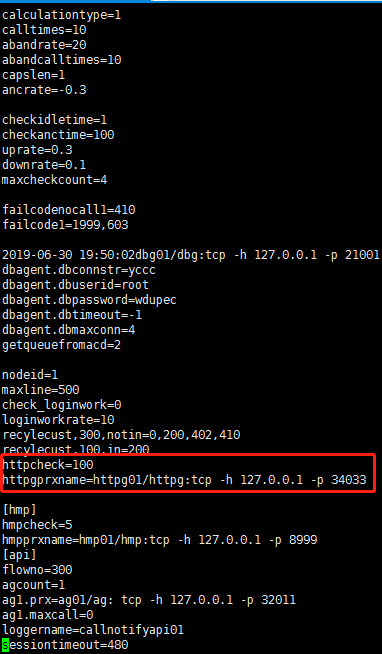 calculationtype=1
calltimes=10
abandrate=20
abandcalltimes=10
capslen=1
ancrate=-0.3
checkidletime=1
checkanctime=100
uprate=0.3
downrate=0.1
maxcheckcount=4
failcodenocall1=410
failcode1=1999,603
2019-06-30 19:50:02dbg01/dbg:tcp -h 127.0.0.1 -p 21001
dbagent.dbconnstr=yccc
dbagent.dbuserid=root
dbagent.dbpassword=wdupec
dbagent.dbtimeout=-1
dbagent.dbmaxconn=4
getqueuefromacd=2
nodeid=1
maxline=500
check_loginwork=0
loginworkrate=10
recylecust,300,notin=0,200,402,410
recylecust,100,in=200
httpcheck=100
httpgprxname=httpg01/httpg:tcp -h 127.0.0.1 -p 34033
[hmp]
hmpcheck=5
hmpprxname=hmp01/hmp:tcp -h 127.0.0.1 -p 8999
[api]
flowno=300
agcount=1
ag1.prx=ag01/ag: tcp -h 127.0.0.1 -p 32011
ag1.maxcall=0
loggername=callnotifyapi01
sessiontimeout=480